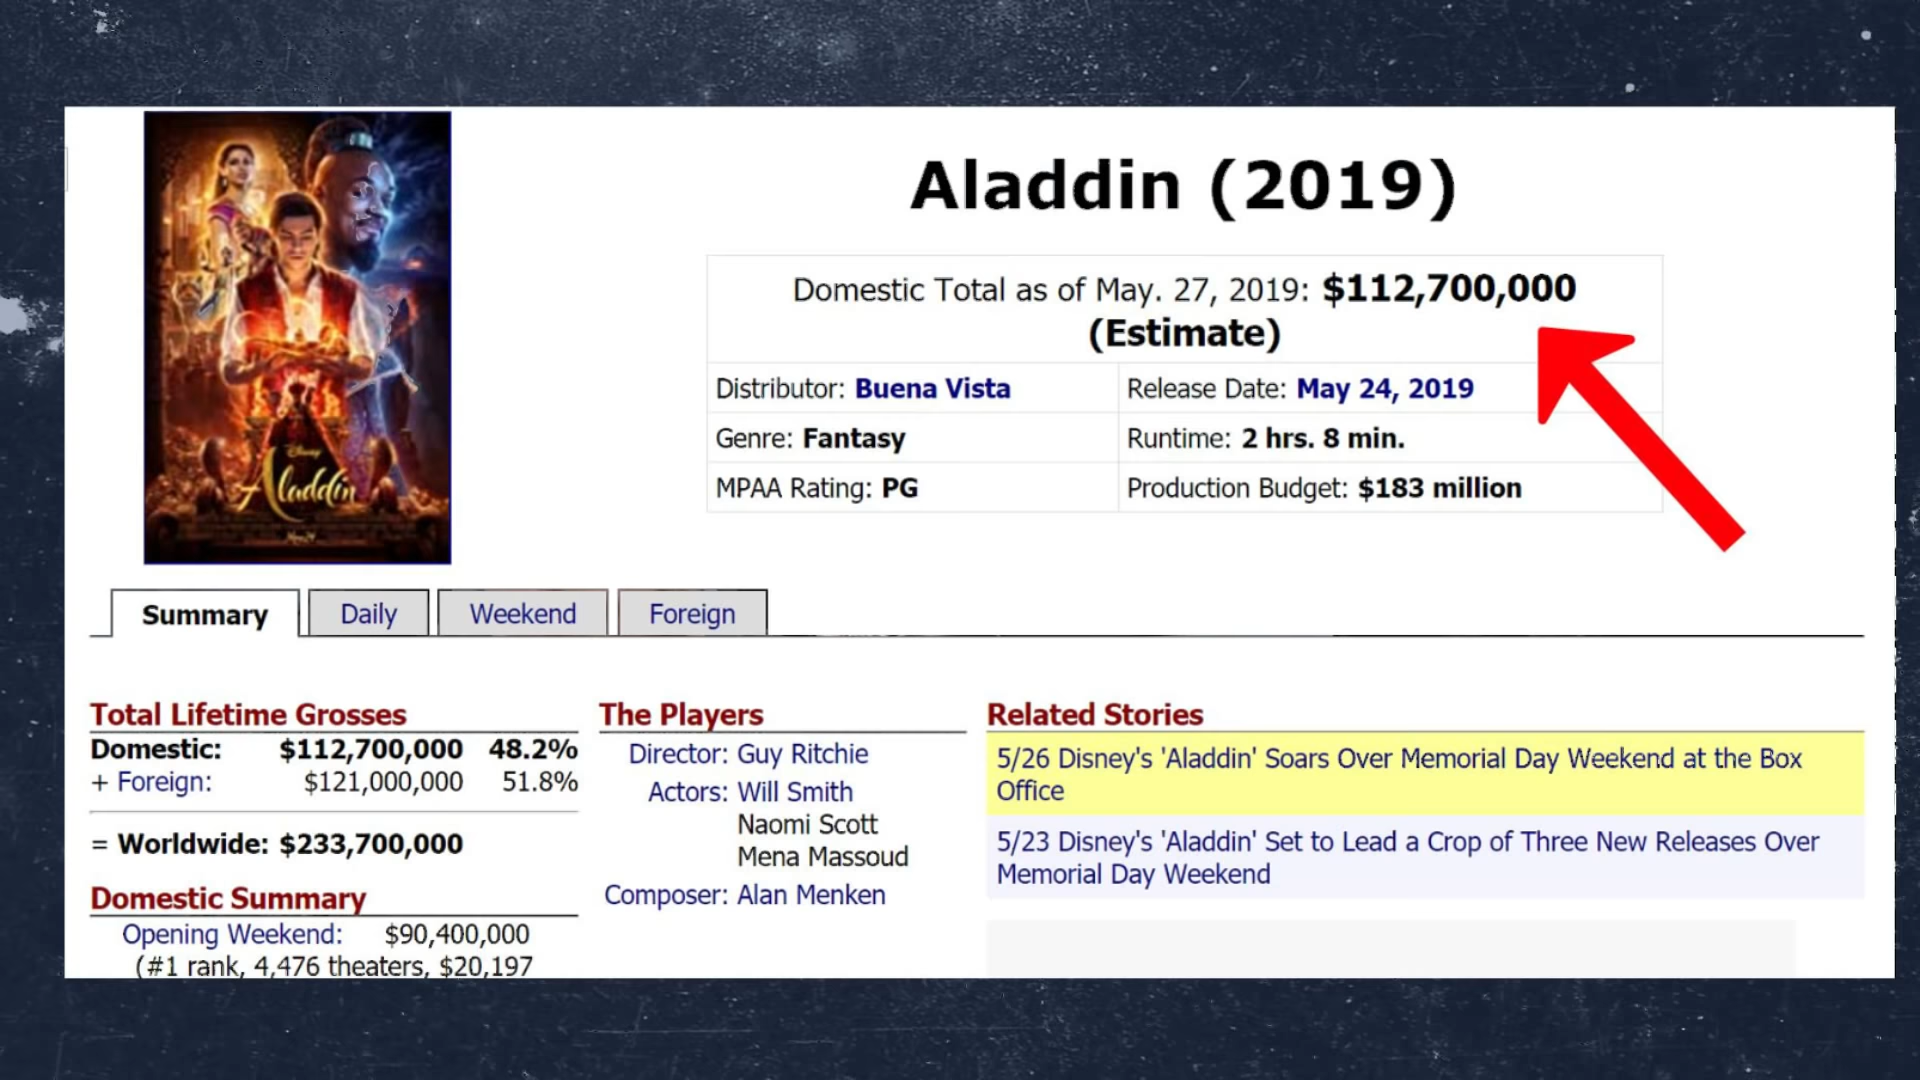 Disney
Aladdin
Aladdin (2019)
Domestic Total as of May. 27, 2019: $112,700,000
(Estimate)
Distributor: Buena Vista
Release Date: May 24, 2019
Genre: Fantasy
Runtime: 2 hrs. 8 min.
MPAA Rating: PG
Production Budget: $183 million
Summary
Daily
Weekend
Foreign
Total Lifetime Grosses
Domestic: $112,700,000 48.2%
+ Foreign: $121,000,000 51.8%
= Worldwide: $233,700,000
Domestic Summary
Opening Weekend: $90,400,000
(#1 rank, 4,476 theaters, $20,197
The Players
Director: Guy Ritchie
Actors: Will Smith
Naomi Scott
Mena Massoud
Composer: Alan Menken
Related Stories
5/26 Disney's 'Aladdin' Soars Over Memorial Day Weekend at the Box
Office
5/23 Disney's 'Aladdin' Set to Lead a Crop of Three New Releases Over
Memorial Day Weekend